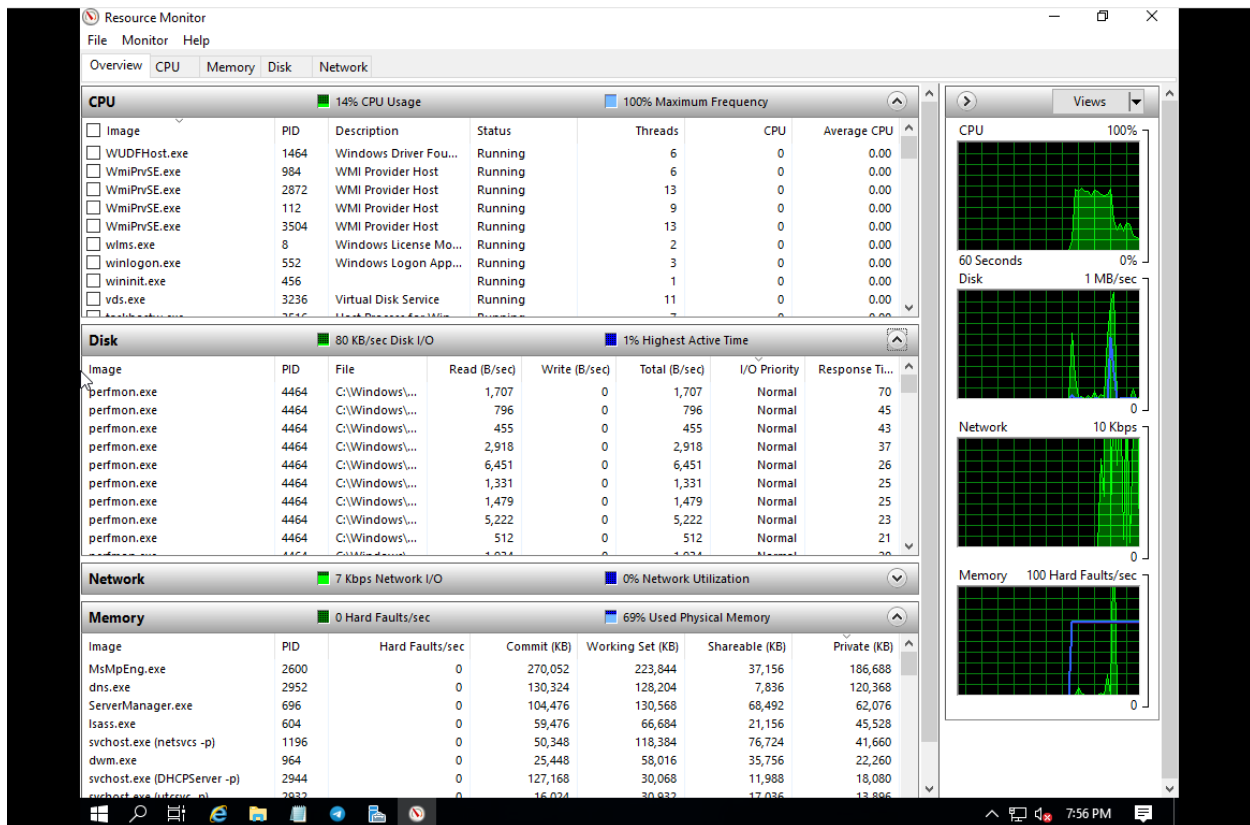 Resource Monitor
File Monitor Help
Overview CPU Memory Disk Network
CPU 14% CPU Usage 100% Maximum Frequency
Image PID Description Status Threads CPU Average CPU
WUDFHost.exe 1464 Windows Driver Fou... Running 6 0 0.00
WmiPrvSE.exe 984 WMI Provider Host Running 6 0 0.00
WmiPrvSE.exe 2872 WMI Provider Host Running 13 0 0.00
WmiPrvSE.exe 112 WMI Provider Host Running 9 0 0.00
WmiPrvSE.exe 3504 WMI Provider Host Running 13 0 0.00
wlms.exe 8 Windows License Mo... Running 2 0 0.00
winlogon.exe 552 Windows Logon App... Running 3 0 0.00
wininit.exe 456 Running 1 0 0.00
vds.exe 3236 Virtual Disk Service Running 11 0 0.00
Disk 80 KB/sec Disk I/O 1% Highest Active Time
Image PID File Read (B/sec) Write (B/sec) Total (B/sec) I/O Priority Response Ti...
perfmon.exe 4464 C:\Windows\... 1,707 0 1,707 Normal 70
perfmon.exe 4464 C:\Windows\... 796 0 796 Normal 45
perfmon.exe 4464 C:\Windows\... 455 0 455 Normal 43
perfmon.exe 4464 C:\Windows\... 2,918 0 2,918 Normal 37
perfmon.exe 4464 C:\Windows\... 6,451 0 6,451 Normal 26
perfmon.exe 4464 C:\Windows\... 1,331 0 1,331 Normal 25
perfmon.exe 4464 C:\Windows\... 1,479 0 1,479 Normal 25
perfmon.exe 4464 C:\Windows\... 5,222 0 5,222 Normal 23
perfmon.exe 4464 C:\Windows\... 512 0 512 Normal 21
Network 7 Kbps Network I/O 0% Network Utilization
Memory 0 Hard Faults/sec 69% Used Physical Memory
Image PID Hard Faults/sec Commit (KB) Working Set (KB) Shareable (KB) Private (KB)
MsMpEng.exe 2600 0 270,052 223,844 37,156 186,688
dns.exe 2952 0 130,324 128,204 7,836 120,368
ServerManager.exe 696 0 104,476 130,568 68,492 62,076
lsass.exe 604 0 59,476 66,684 21,156 45,528
svchost.exe (netsvcs -p) 1196 0 50,348 118,384 76,724 41,660
dwm.exe 964 0 25,448 58,016 35,756 22,260
svchost.exe (DHCPServer -p) 2944 0 127,168 30,068 11,988 18,080
Views
CPU 100%
60 Seconds 0%
Disk 1 MB/sec
0
Network 10 Kbps
0
Memory 100 Hard Faults/sec
0
7:56 PM